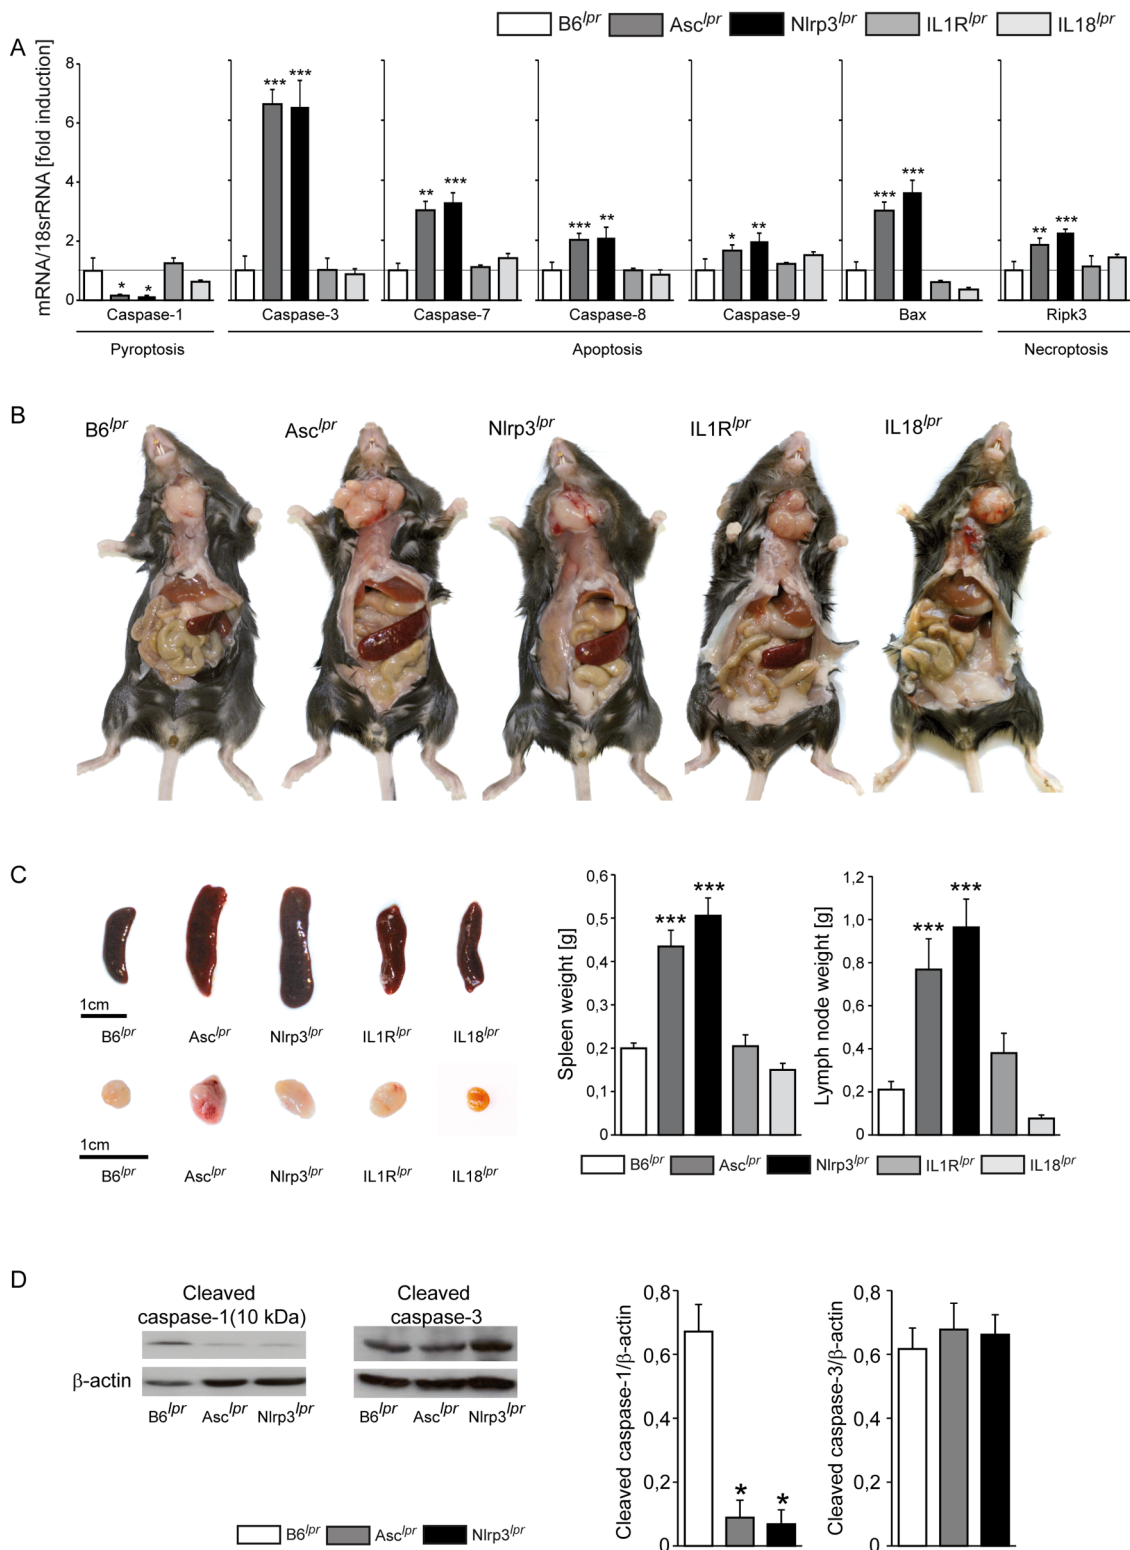 B6lpr Asclpr Nlrp3lpr IL1Rlpr IL18lpr
A
mRNA/18srRNA [fold induction]
8
6
4
2
1
0
* *
*** ***
** ***
*** **
* **
*** ***
** ***
Caspase-1 Caspase-3 Caspase-7 Caspase-8 Caspase-9 Bax Ripk3
Pyroptosis Apoptosis Necroptosis
B
B6lpr Asclpr Nlrp3lpr IL1Rlpr IL18lpr
C
1cm
B6lpr Asclpr Nlrp3lpr IL1Rlpr IL18lpr
1cm
B6lpr Asclpr Nlrp3lpr IL1Rlpr IL18lpr
Spleen weight [g]
0,6
0,5
0,4
0,3
0,2
0,1
0
*** ***
Lymph node weight [g]
1,2
1,0
0,8
0,6
0,4
0,2
0
*** ***
B6lpr Asclpr Nlrp3lpr IL1Rlpr IL18lpr
D
Cleaved
caspase-1(10 kDa)
Cleaved
caspase-3
β-actin
B6lpr Asclpr Nlrp3lpr
B6lpr Asclpr Nlrp3lpr
B6lpr Asclpr Nlrp3lpr
Cleaved caspase-1/β-actin
0,8
0,6
0,4
0,2
0
* *
Cleaved caspase-3/β-actin
0,8
0,6
0,4
0,2
0